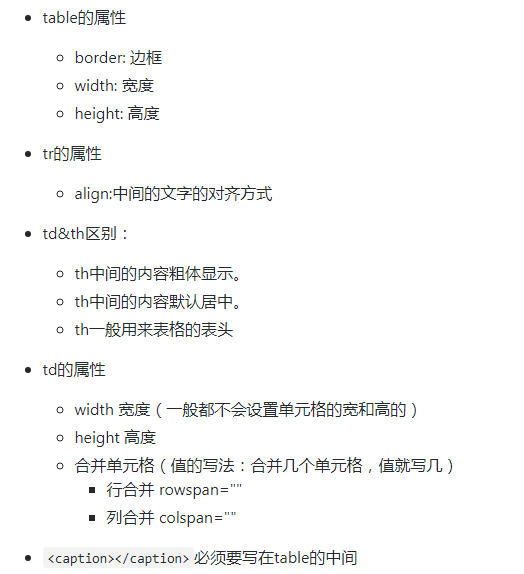 table的属性
border: 边框
width: 宽度
height: 高度
tr的属性
align:中间的文字的对齐方式
td&th区别：
th中间的内容粗体显示。
th中间的内容默认居中。
th一般用来表格的表头
td的属性
width 宽度（一般都不会设置单元格的宽和高的）
height 高度
合并单元格（值的写法：合并几个单元格，值就写几）
行合并 rowspan=""
列合并 colspan=""
<caption></caption> 必须要写在table的中间